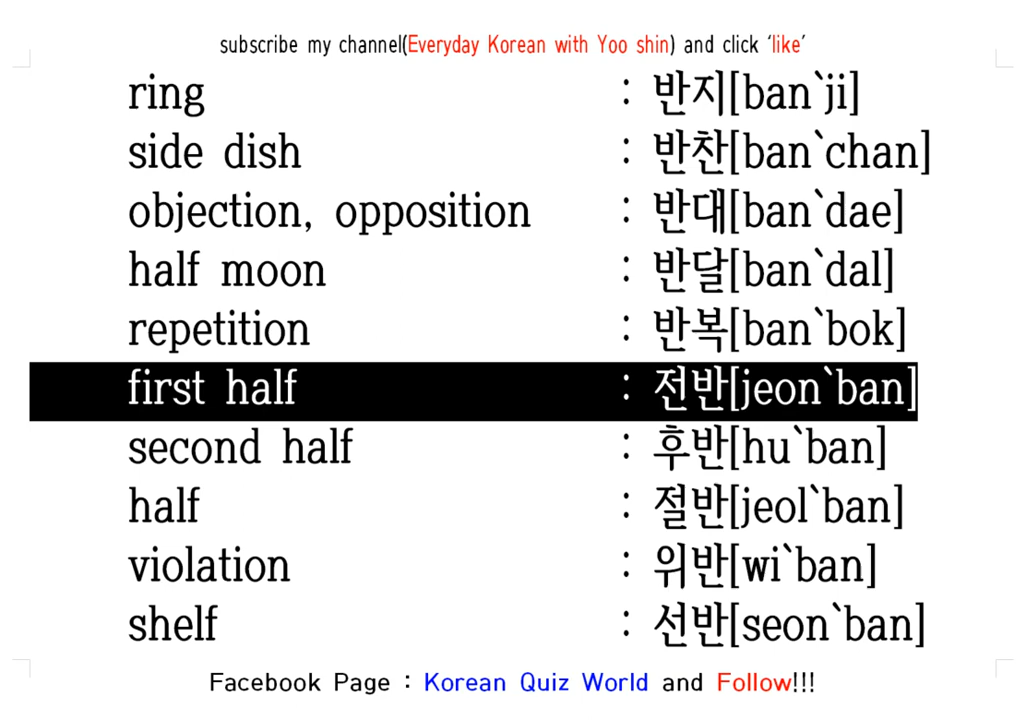 subscribe my channel(Everyday Korean with Yoo shin) and click ‘like’
ring : 반지[ban`ji]
side dish : 반찬[ban`chan]
objection, opposition : 반대[ban`dae]
half moon : 반달[ban`dal]
repetition : 반복[ban`bok]
first half : 전반[jeon`ban]
second half : 후반[hu`ban]
half : 절반[jeol`ban]
violation : 위반[wi`ban]
shelf : 선반[seon`ban]
Facebook Page : Korean Quiz World and Follow!!!